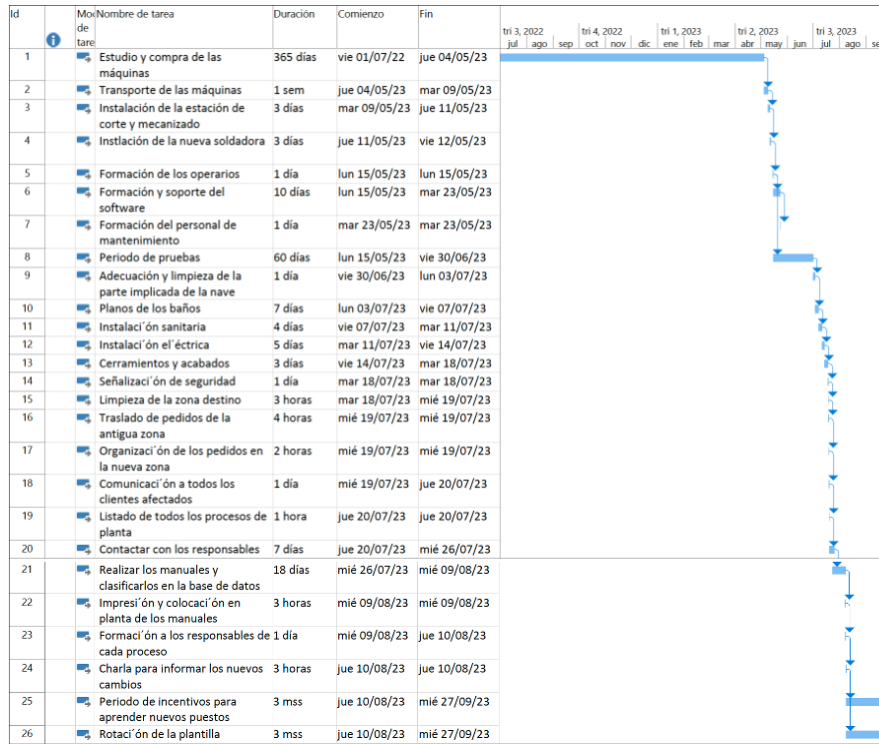 Id
Moc
de
tare
Nombre de tarea
Duración
Comienzo
Fin
tri 3, 2022
tri 4, 2022
tri 1, 2023
tri 2, 2023
tri 3, 2023
jul ago sep oct nov dic ene feb mar abr may jun jul ago se
1 Estudio y compra de las 365 días vie 01/07/22 jue 04/05/23
máquinas
2 Transporte de las máquinas 1 sem jue 04/05/23 mar 09/05/23
3 Instalación de la estación de 3 días mar 09/05/23 jue 11/05/23
corte y mecanizado
4 Instlación de la nueva soldadora 3 días jue 11/05/23 vie 12/05/23
5 Formación de los operarios 1 día lun 15/05/23 lun 15/05/23
6 Formación y soporte del 10 días lun 15/05/23 mar 23/05/23
software
7 Formación del personal de 1 día mar 23/05/23 mar 23/05/23
mantenimiento
8 Periodo de pruebas 60 días lun 15/05/23 vie 30/06/23
9 Adecuación y limpieza de la 1 día vie 30/06/23 lun 03/07/23
parte implicada de la nave
10 Planos de los baños 7 días lun 03/07/23 vie 07/07/23
11 Instalaci´ón sanitaria 4 días vie 07/07/23 mar 11/07/23
12 Instalaci´ón el´éctrica 5 días mar 11/07/23 vie 14/07/23
13 Cerramientos y acabados 3 días vie 14/07/23 mar 18/07/23
14 Señalizaci´ón de seguridad 1 día mar 18/07/23 mar 18/07/23
15 Limpieza de la zona destino 3 horas mar 18/07/23 mié 19/07/23
16 Traslado de pedidos de la 4 horas mié 19/07/23 mié 19/07/23
antigua zona
17 Organizaci´ón de los pedidos en 2 horas mié 19/07/23 mié 19/07/23
la nueva zona
18 Comunicaci´ón a todos los 1 día mié 19/07/23 jue 20/07/23
clientes afectados
19 Listado de todos los procesos de 1 hora jue 20/07/23 jue 20/07/23
planta
20 Contactar con los responsables 7 días jue 20/07/23 mié 26/07/23
21 Realizar los manuales y 18 días mié 26/07/23 mié 09/08/23
clasificarlos en la base de datos
22 Impresi´ón y colocaci´ón en 3 horas mié 09/08/23 mié 09/08/23
planta de los manuales
23 Formaci´ón a los responsables de 1 día mié 09/08/23 jue 10/08/23
cada proceso
24 Charla para informar los nuevos 3 horas jue 10/08/23 jue 10/08/23
cambios
25 Periodo de incentivos para 3 mss jue 10/08/23 mié 27/09/23
aprender nuevos puestos
26 Rotaci´ón de la plantilla 3 mss jue 10/08/23 mié 27/09/23